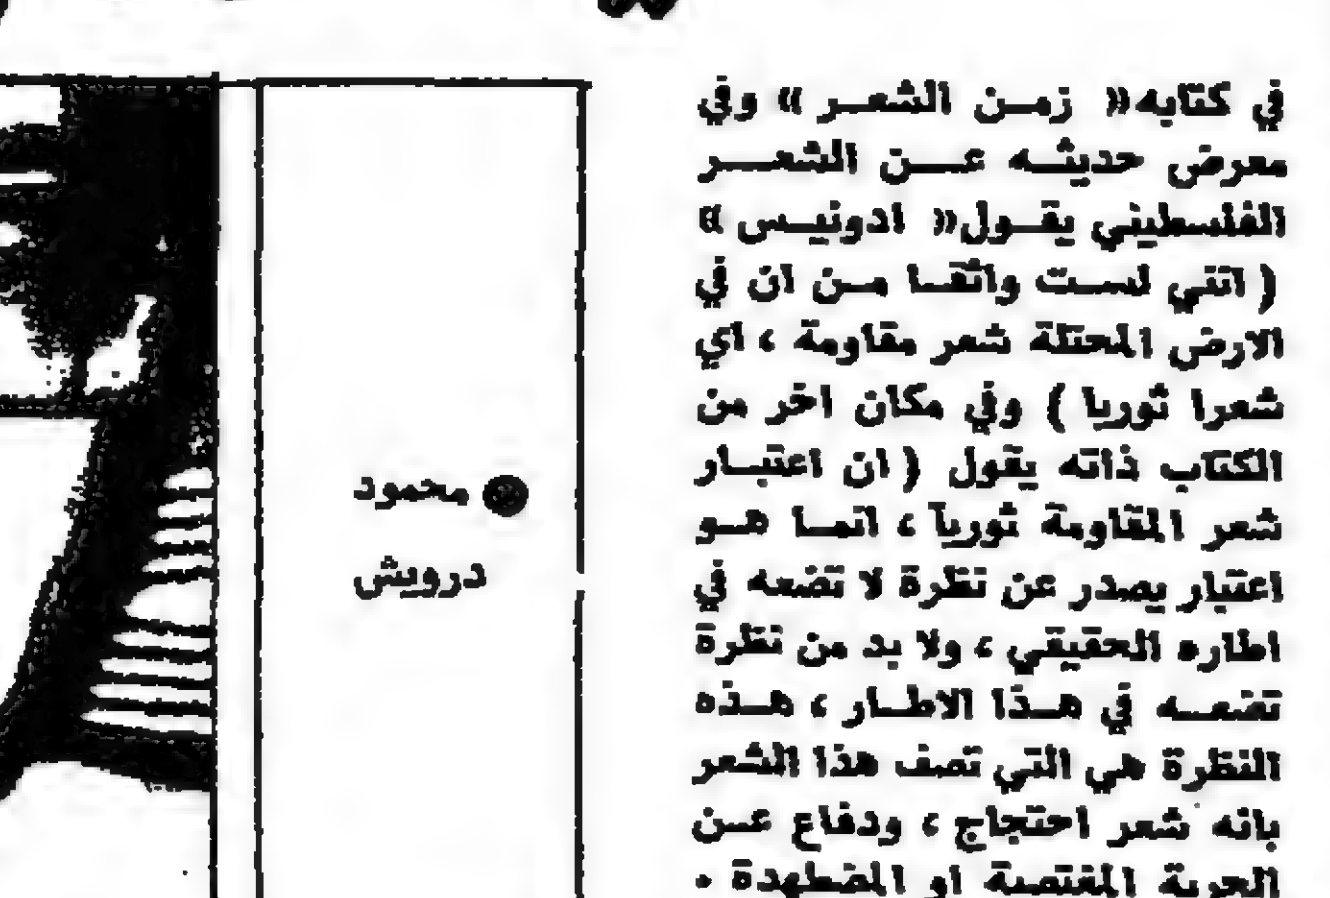 في كتابه « زمن الشعر » وفي
معرض حديثه عن الشعر
الفلسطيني يقول « ادونيس »
( انني لست واثقا من ان في
الارض المحتلة شعر مقاومة ، اي
شعرا ثوريا ) وفي مكان اخر من
الكتاب ذاته يقول ( ان اعتبار
شعر المقاومة ثوريآ ، انما هو
اعتبار يصدر عن نظرة لا تضعه في
اطاره الحقيقي ، ولا بد من نظرة
تضعه في هذا الاطار ، هذه
النظرة هي التي تصف هذا الشعر
بانه شعر احتجاج ، ودفاع عن
الحرية المغتصبة او المضطهدة .
● محمود
درويش